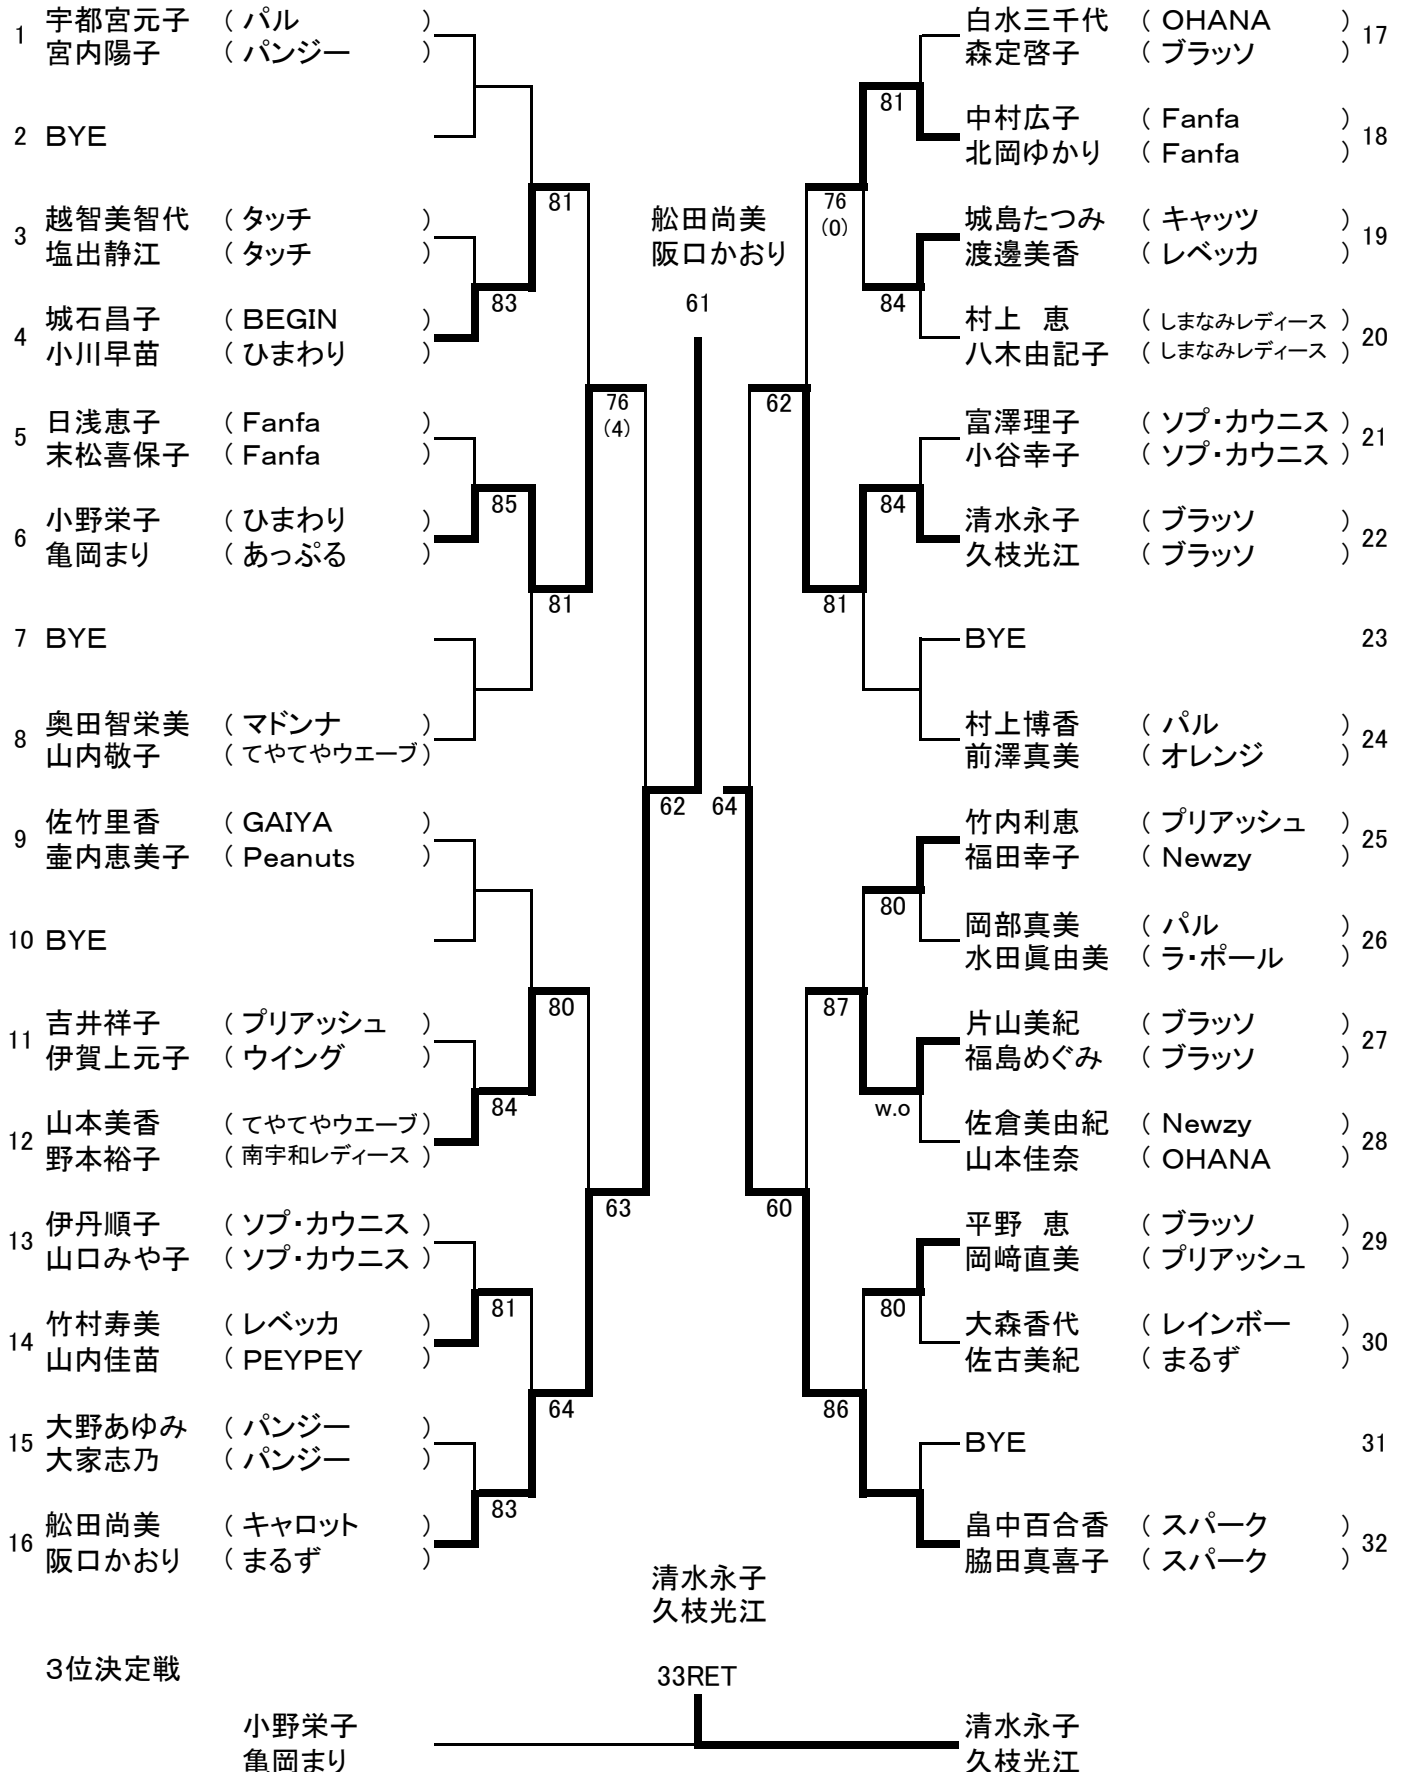 1 宇都宮元子 ( パル )
宮内陽子 ( パンジー )
2 BYE
3 越智美智代 ( タッチ )
塩出静江 ( タッチ )
4 城石昌子 ( BEGIN )
小川早苗 ( ひまわり )
5 日浅恵子 ( Fanfa )
末松喜保子 ( Fanfa )
6 小野栄子 ( ひまわり )
亀岡まり ( あっぷる )
7 BYE
8 奥田智栄美 ( マドンナ )
山内敬子 ( てやてやウエーブ )
9 佐竹里香 ( GAIYA )
壷内恵美子 ( Peanuts )
10 BYE
11 吉井祥子 ( プリアッシュ )
伊賀上元子 ( ウイング )
12 山本美香 ( てやてやウエーブ )
野本裕子 ( 南宇和レディース )
13 伊丹順子 ( ソプ・カウニス )
山口みや子 ( ソプ・カウニス )
14 竹村寿美 ( レベッカ )
山内佳苗 ( PEYPEY )
15 大野あゆみ ( パンジー )
大家志乃 ( パンジー )
16 舩田尚美 ( キャロット )
阪口かおり ( まるず )
83
85
84
81
83
81
81
80
64
76
(4)
63
62
舩田尚美
阪口かおり
61
64
62
60
76
(0)
81
87
86
81
84
84
80
w.o
80
白水三千代 ( OHANA ) 17
森定啓子 ( ブラッソ )
中村広子 ( Fanfa ) 18
北岡ゆかり ( Fanfa )
城島たつみ ( キャッツ ) 19
渡邊美香 ( レベッカ )
村上 恵 ( しまなみレディース ) 20
八木由記子 ( しまなみレディース )
富澤理子 ( ソプ・カウニス ) 21
小谷幸子 ( ソプ・カウニス )
清水永子 ( ブラッソ ) 22
久枝光江 ( ブラッソ )
BYE 23
村上博香 ( パル ) 24
前澤真美 ( オレンジ )
竹内利恵 ( プリアッシュ ) 25
福田幸子 ( Newzy )
岡部真美 ( パル ) 26
水田眞由美 ( ラ・ポール )
片山美紀 ( ブラッソ ) 27
福島めぐみ ( ブラッソ )
佐倉美由紀 ( Newzy ) 28
山本佳奈 ( OHANA )
平野 恵 ( ブラッソ ) 29
岡﨑直美 ( プリアッシュ )
大森香代 ( レインボー ) 30
佐古美紀 ( まるず )
BYE 31
畠中百合香 ( スパーク ) 32
脇田真喜子 ( スパーク )
清水永子
久枝光江
3位決定戦
33RET
小野栄子
亀岡まり
清水永子
久枝光江